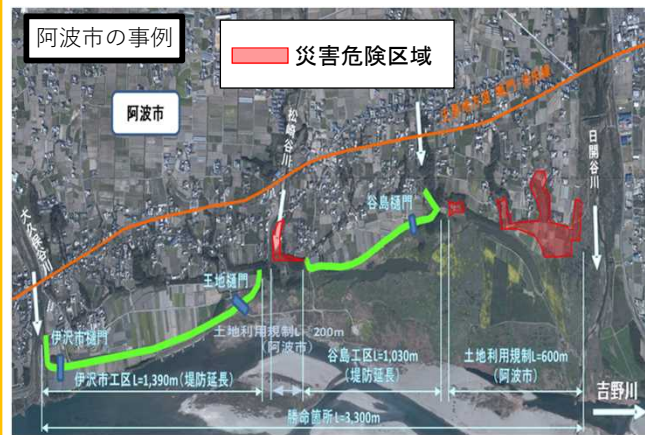 阿波市の事例
災害危険区域
阿波市
松崎谷川
日開谷川
大久保谷川
谷島樋門
王地樋門
伊沢市樋門
土地利用規制L=200m
(阿波市)
谷島工区L=1,030m
(堤防延長)
土地利用規制L=600m
(阿波市)
伊沢市工区L=1,390m(堤防延長)
吉野川
勝命箇所L=3,300m